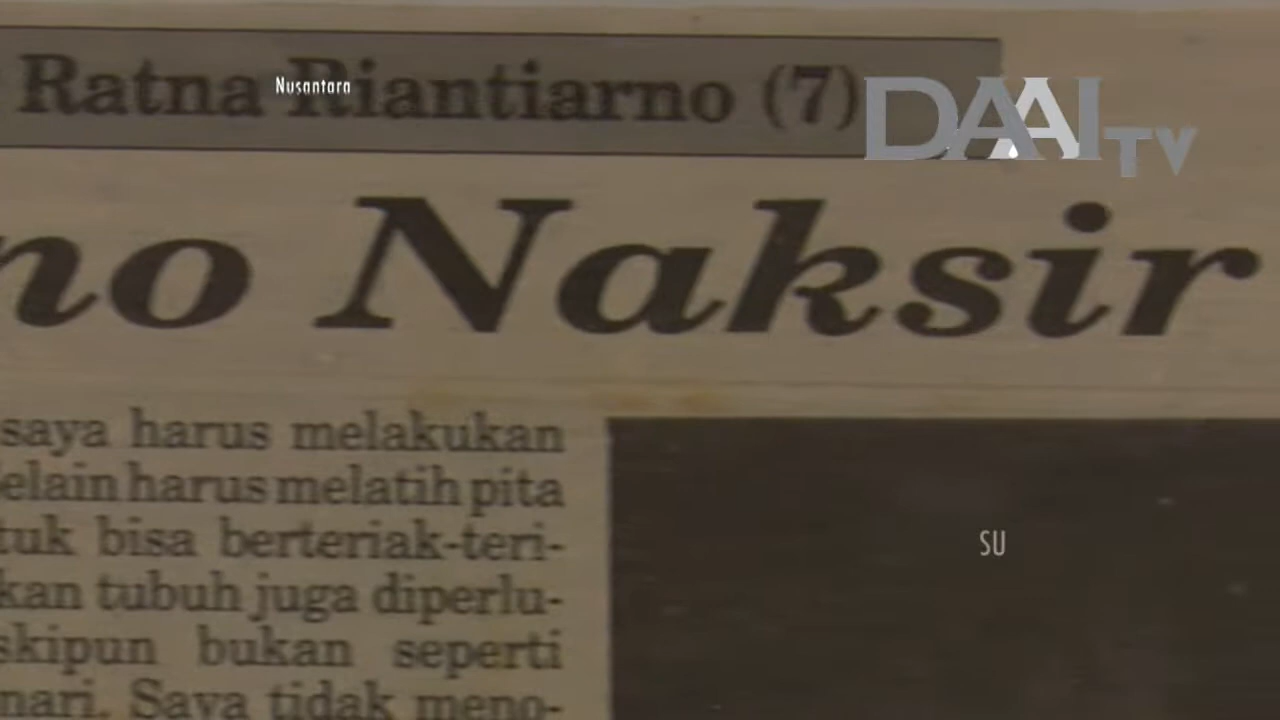 Ratna Riantiarno (7)
Nusantara
DAAI TV
no Naksir
saya harus melakukan
elain harus melatih pita
tuk bisa berteriak-teri-
kan tubuh juga diperlu-
skipun bukan seperti
nari. Saya tidak meno-
SU